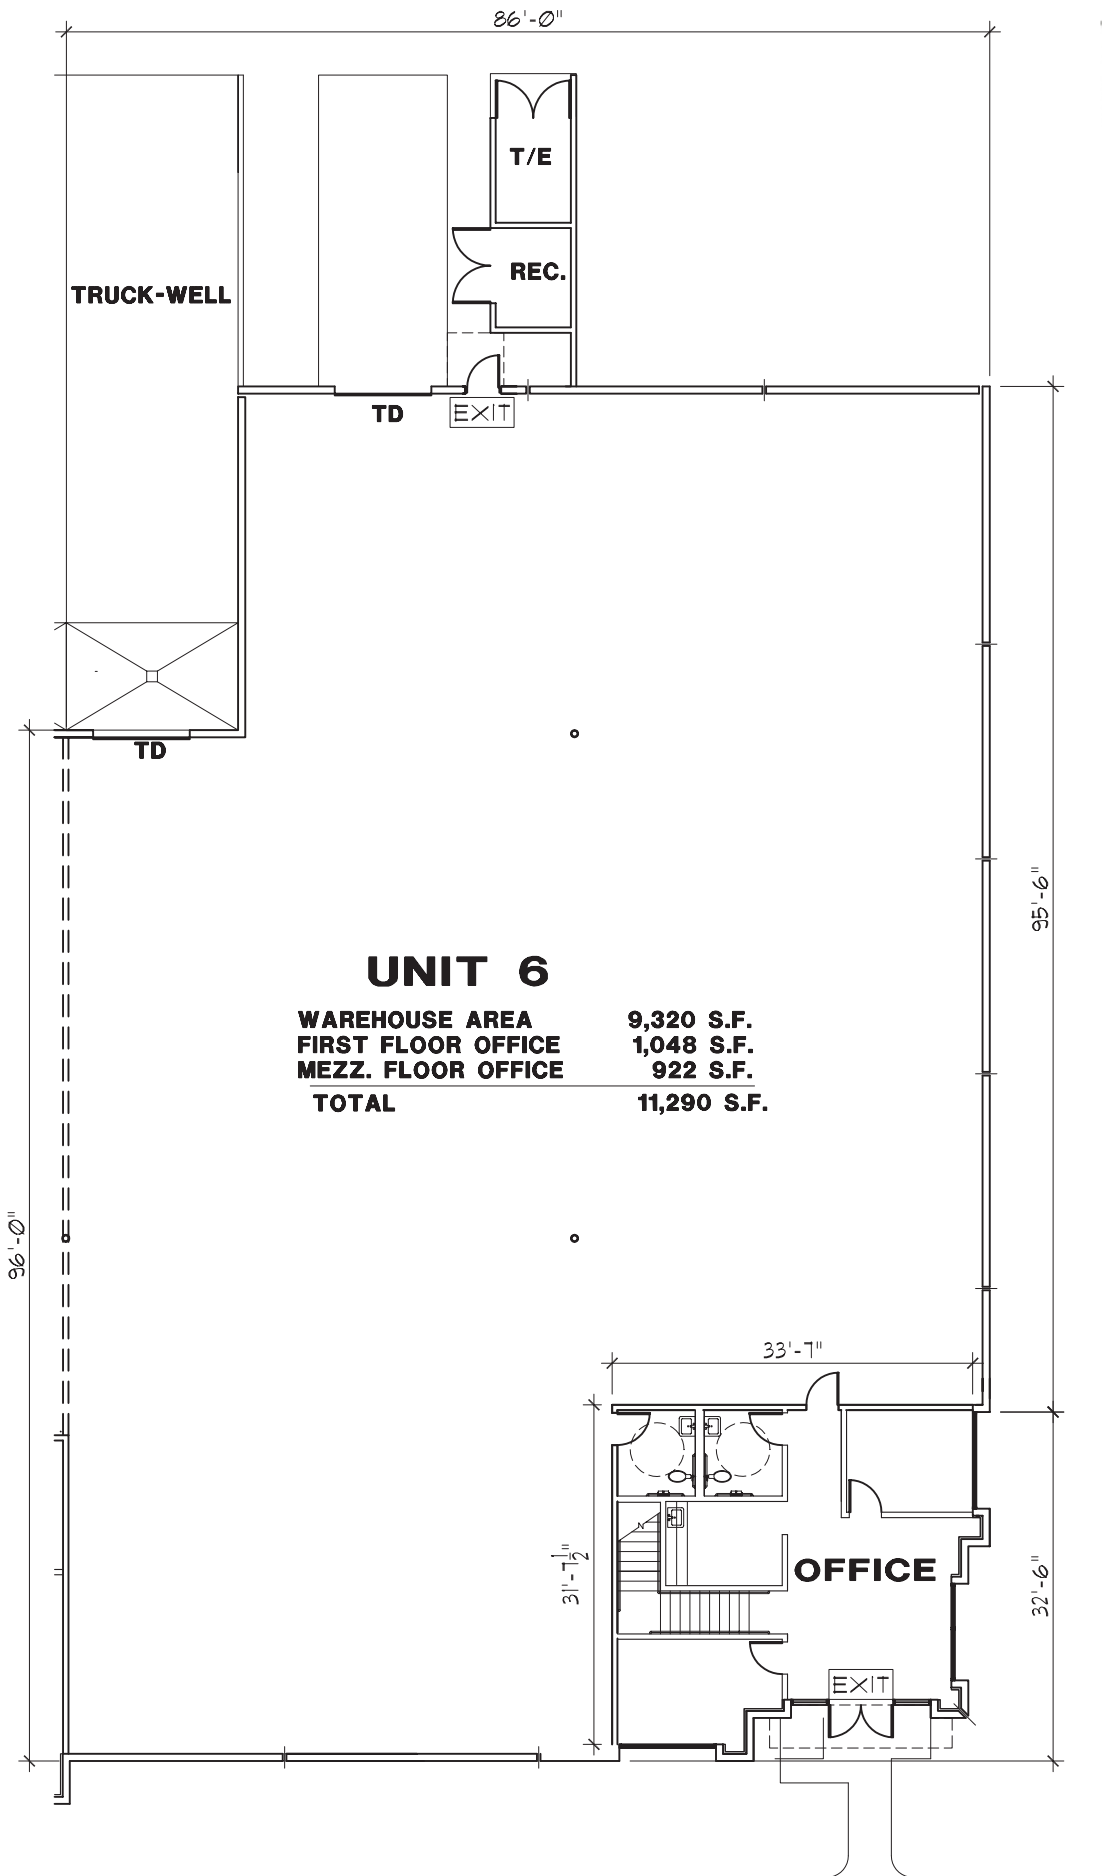 86'-0"
T/E
REC.
TRUCK-WELL
TD
EXIT
TD
95'-6"
UNIT 6
WAREHOUSE AREA 9,320 S.F.
FIRST FLOOR OFFICE 1,048 S.F.
MEZZ. FLOOR OFFICE 922 S.F.
TOTAL 11,290 S.F.
96'-0"
33'-7"
31'-7 1/2"
OFFICE
32'-6"
EXIT